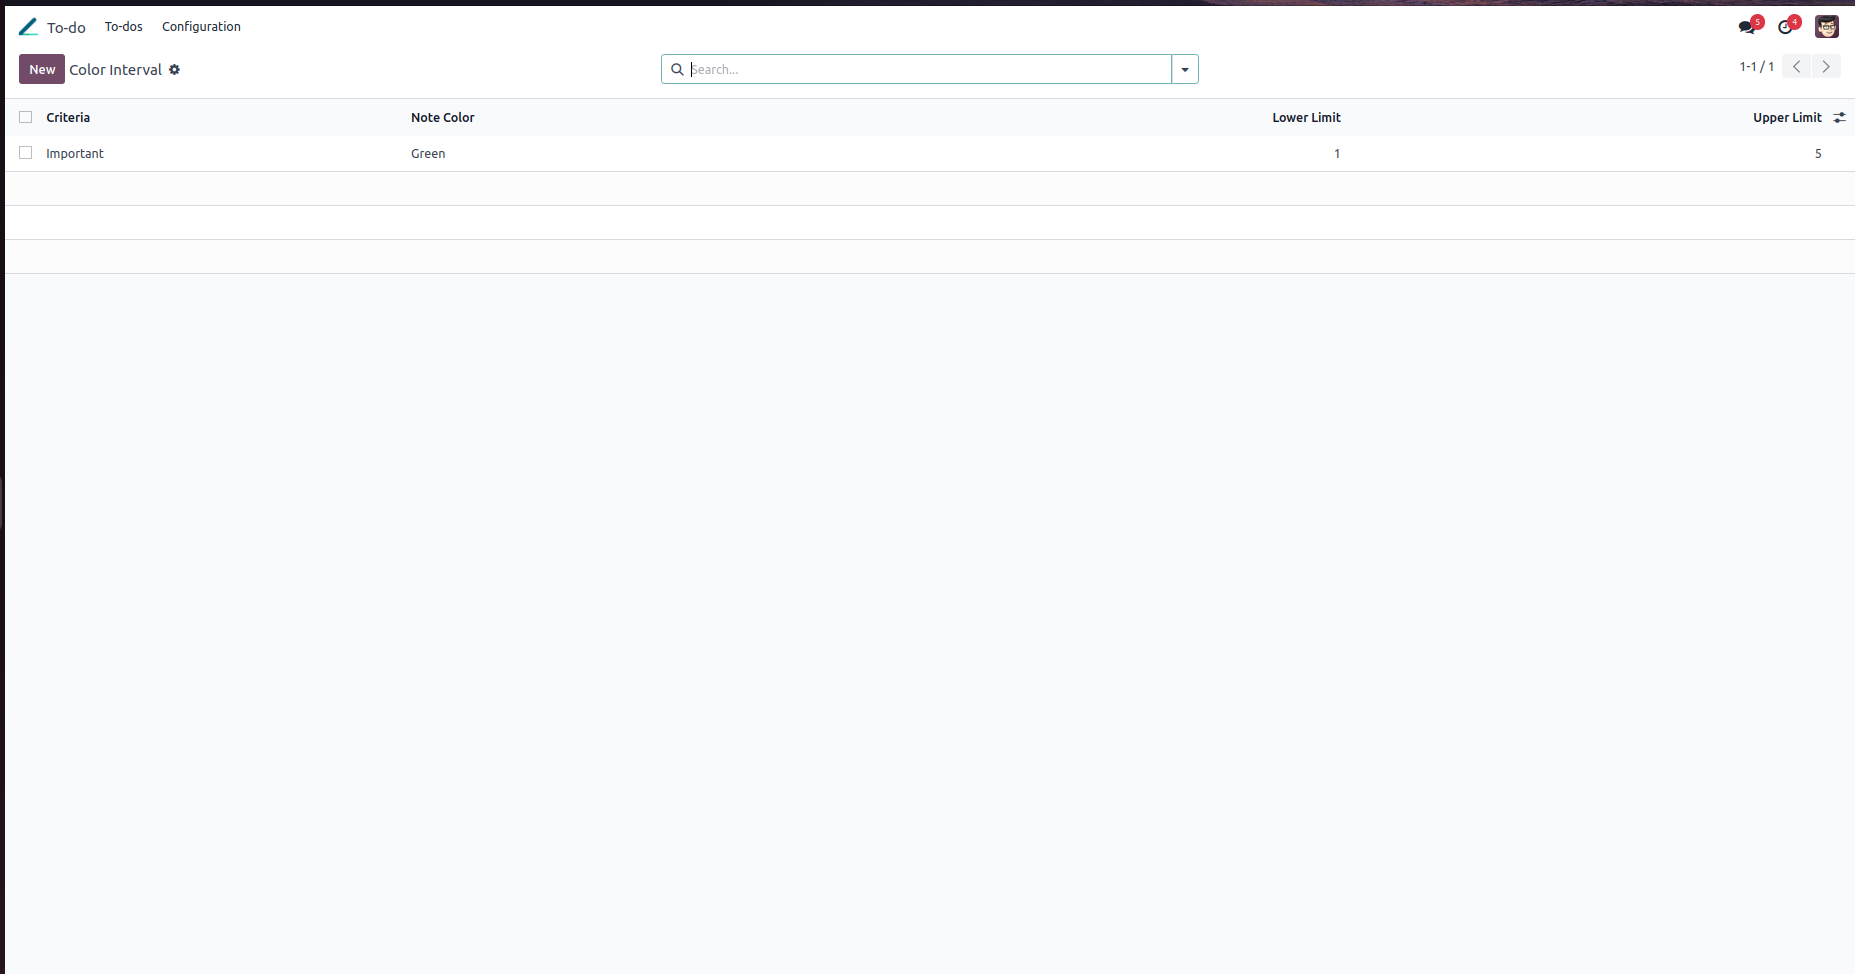 To-do To-dos Configuration 5 4
New Color Interval Search... 1-1 / 1
Criteria Note Color Lower Limit Upper Limit
Important Green 1 5